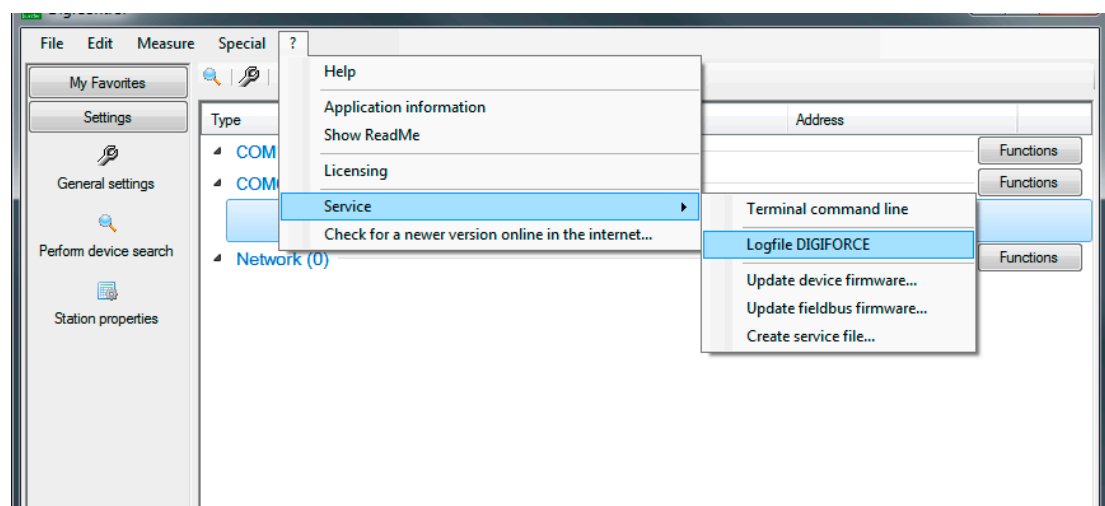 File Edit Measure Special ?
My Favorites
Settings
General settings
Perform device search
Station properties
Help
Application information
Show ReadMe
Licensing
Service
Check for a newer version online in the internet...
Type Address
COM Functions
Functions
Network (0) Functions
Terminal command line
Logfile DIGIFORCE
Update device firmware...
Update fieldbus firmware...
Create service file...